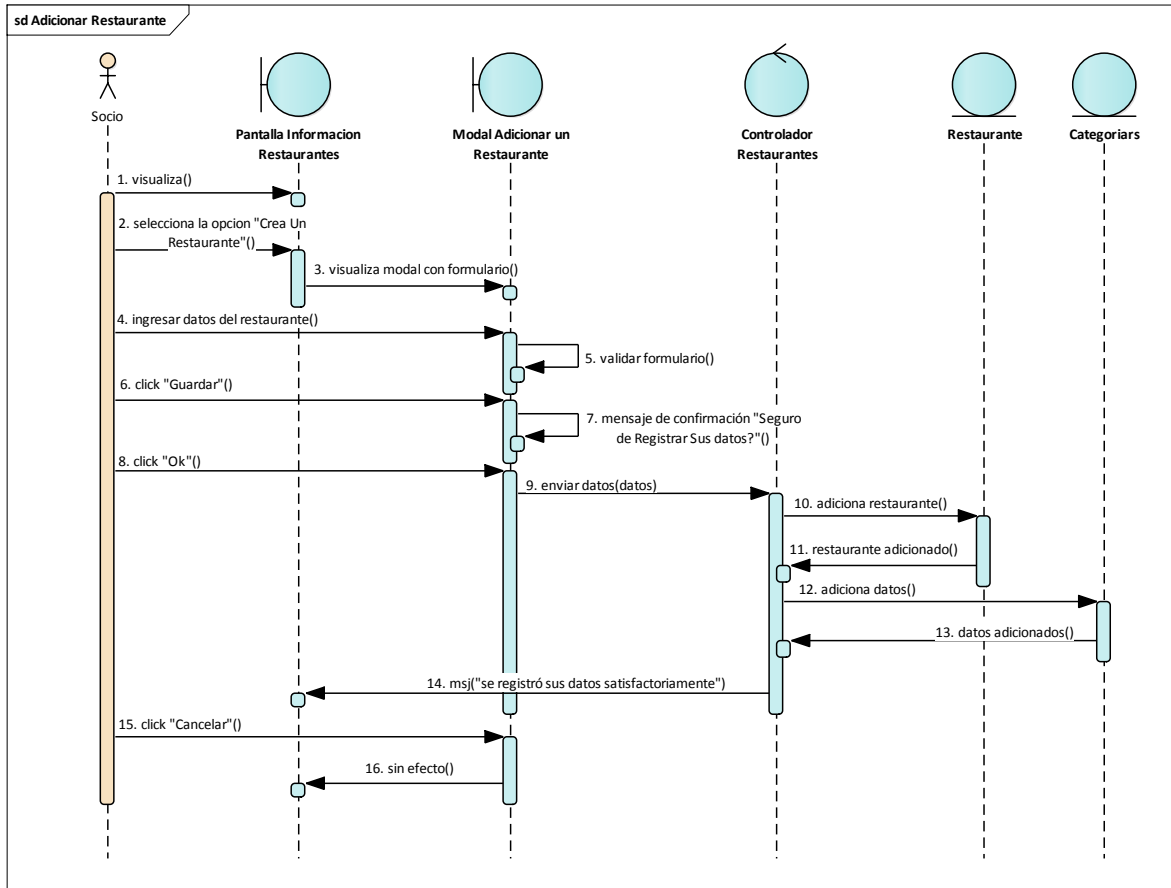 sd Adicionar Restaurante
Socio
Pantalla Informacion
Restaurantes
Modal Adicionar un
Restaurante
Controlador
Restaurantes
Restaurante
Categoriars
1. visualiza()
2. selecciona la opcion "Crea Un
Restaurante"()
3. visualiza modal con formulario()
4. ingresar datos del restaurante()
5. validar formulario()
6. click "Guardar"()
7. mensaje de confirmación "Seguro
de Registrar Sus datos?"()
8. click "Ok"()
9. enviar datos(datos)
10. adiciona restaurante()
11. restaurante adicionado()
12. adiciona datos()
13. datos adicionados()
14. msj("se registró sus datos satisfactoriamente")
15. click "Cancelar"()
16. sin efecto()